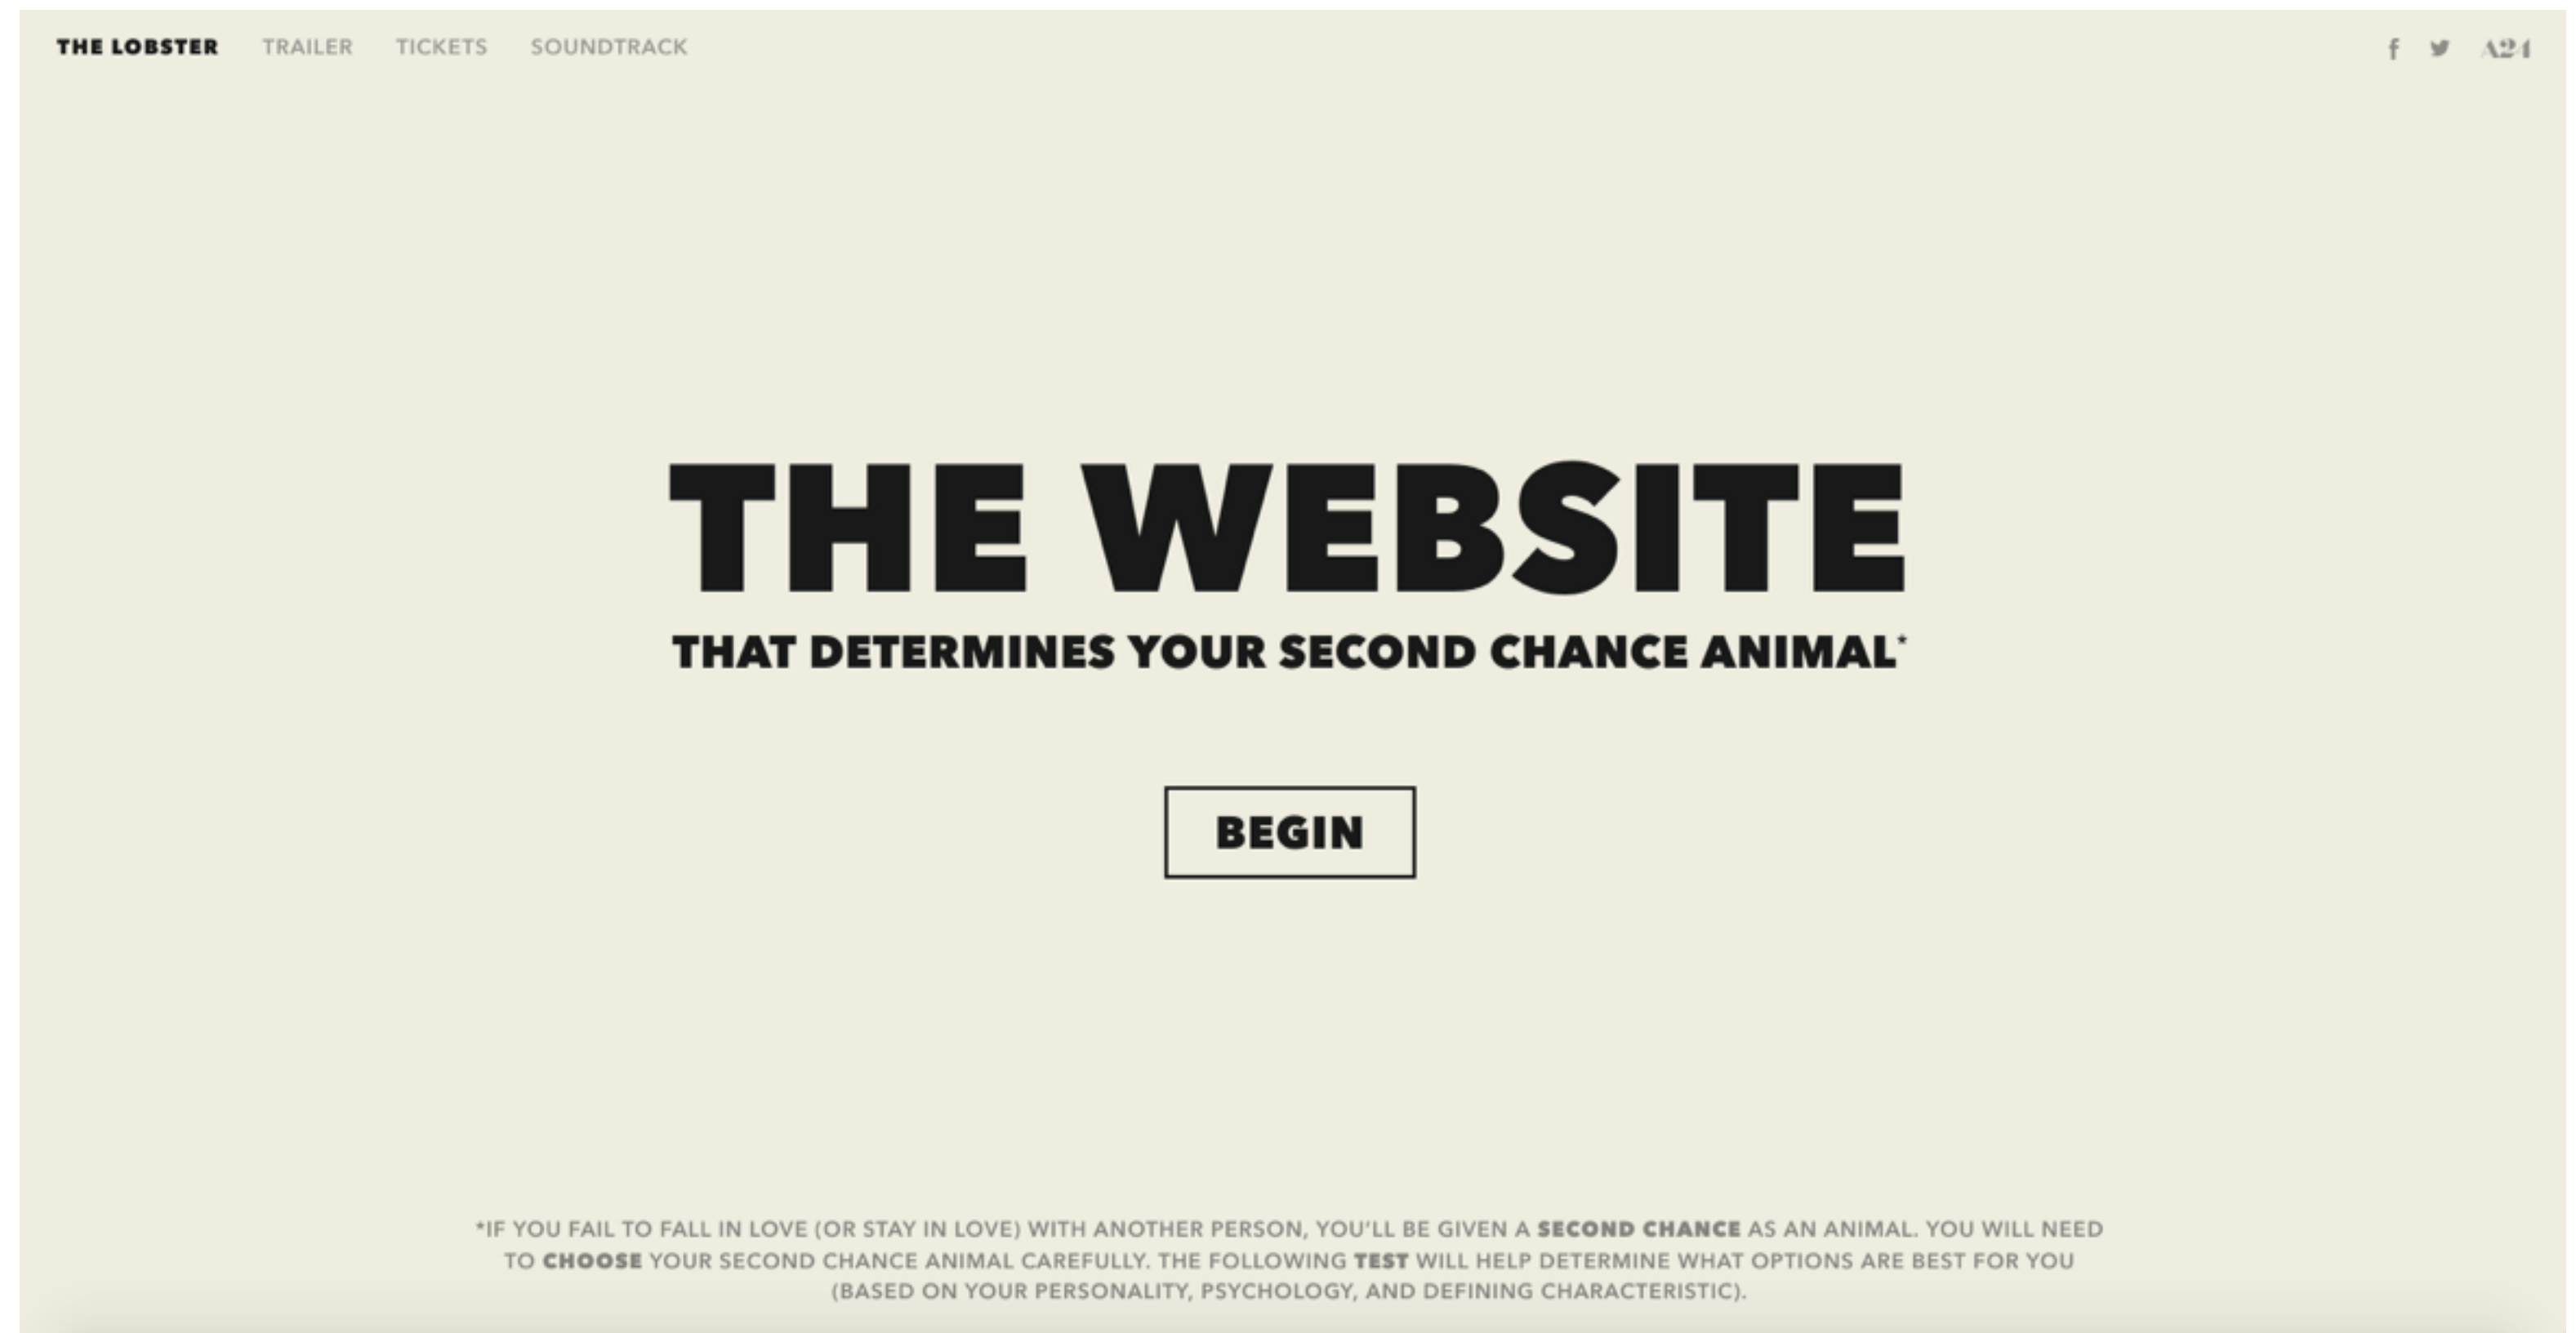 THE LOBSTER TRAILER TICKETS SOUNDTRACK f A24
THE WEBSITE
THAT DETERMINES YOUR SECOND CHANCE ANIMAL*
BEGIN
*IF YOU FAIL TO FALL IN LOVE (OR STAY IN LOVE) WITH ANOTHER PERSON, YOU'LL BE GIVEN A SECOND CHANCE AS AN ANIMAL. YOU WILL NEED
TO CHOOSE YOUR SECOND CHANCE ANIMAL CAREFULLY. THE FOLLOWING TEST WILL HELP DETERMINE WHAT OPTIONS ARE BEST FOR YOU
(BASED ON YOUR PERSONALITY, PSYCHOLOGY, AND DEFINING CHARACTERISTIC).